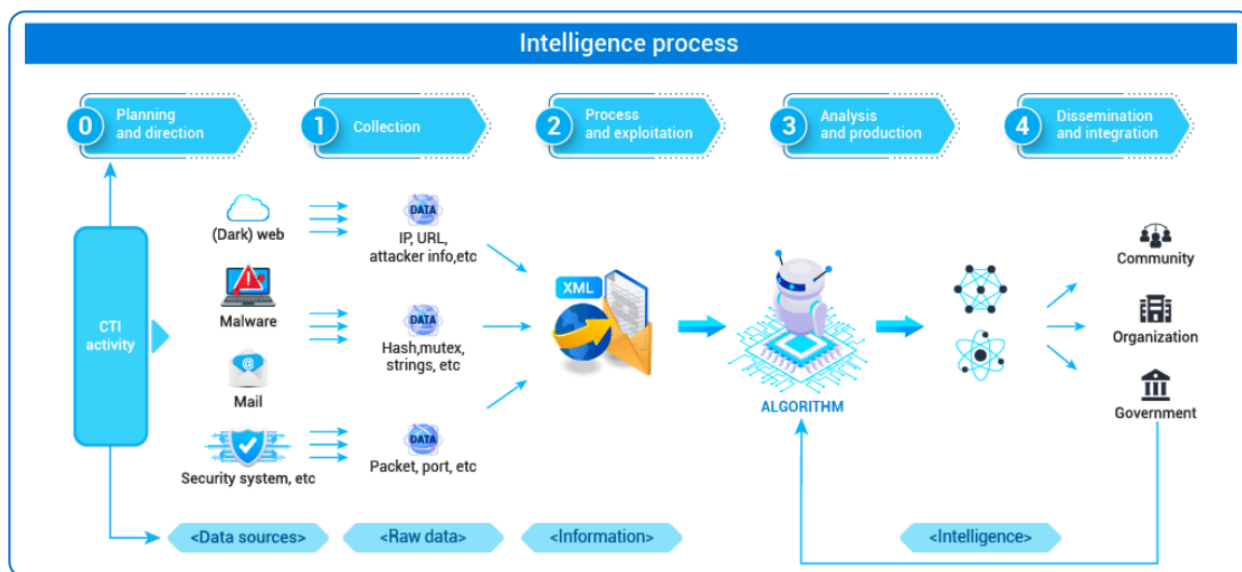 Intelligence process
0
Planning
and direction
1
Collection
2
Process
and exploitation
3
Analysis
and production
4
Dissemination
and integration
CTI
activity
(Dark) web
Malware
@
Mail
Security system, etc
DATA
IP, URL,
attacker info,etc
DATA
Hash,mutex,
strings, etc
DATA
Packet, port, etc
XML
ALGORITHM
Community
Organization
Government
<Data sources>
<Raw data>
<Information>
<Intelligence>